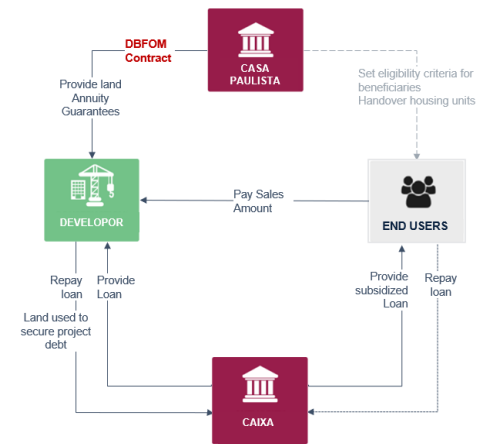 DBFOM
Contract
CASA
PAULISTA
Provide land
Annuity
Guarantees
Set eligibility criteria for
beneficiaries
Handover housing units
DEVELOPOR
Pay Sales
Amount
END USERS
Repay
loan
Provide
Loan
Land used to
secure project
debt
Provide
subsidized
Loan
Repay
loan
CAIXA